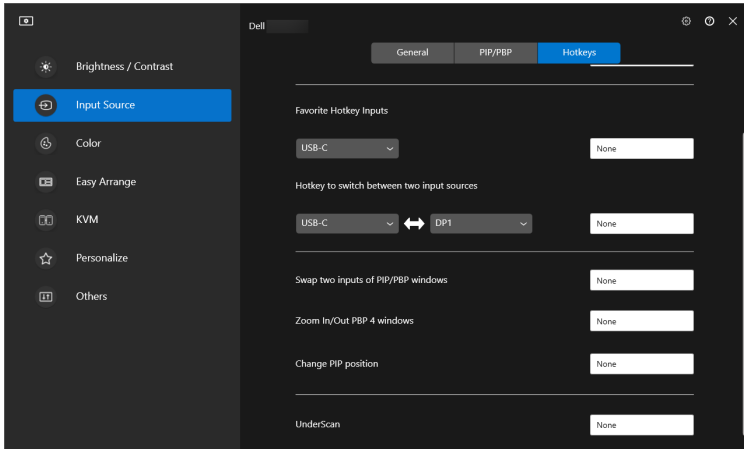 Dell
General PIP/PBP Hotkeys
Brightness / Contrast
Input Source
Color
Easy Arrange
KVM
Personalize
Others
Favorite Hotkey Inputs
USB-C None
Hotkey to switch between two input sources
USB-C DP1 None
Swap two inputs of PIP/PBP windows None
Zoom In/Out PBP 4 windows None
Change PIP position None
UnderScan None